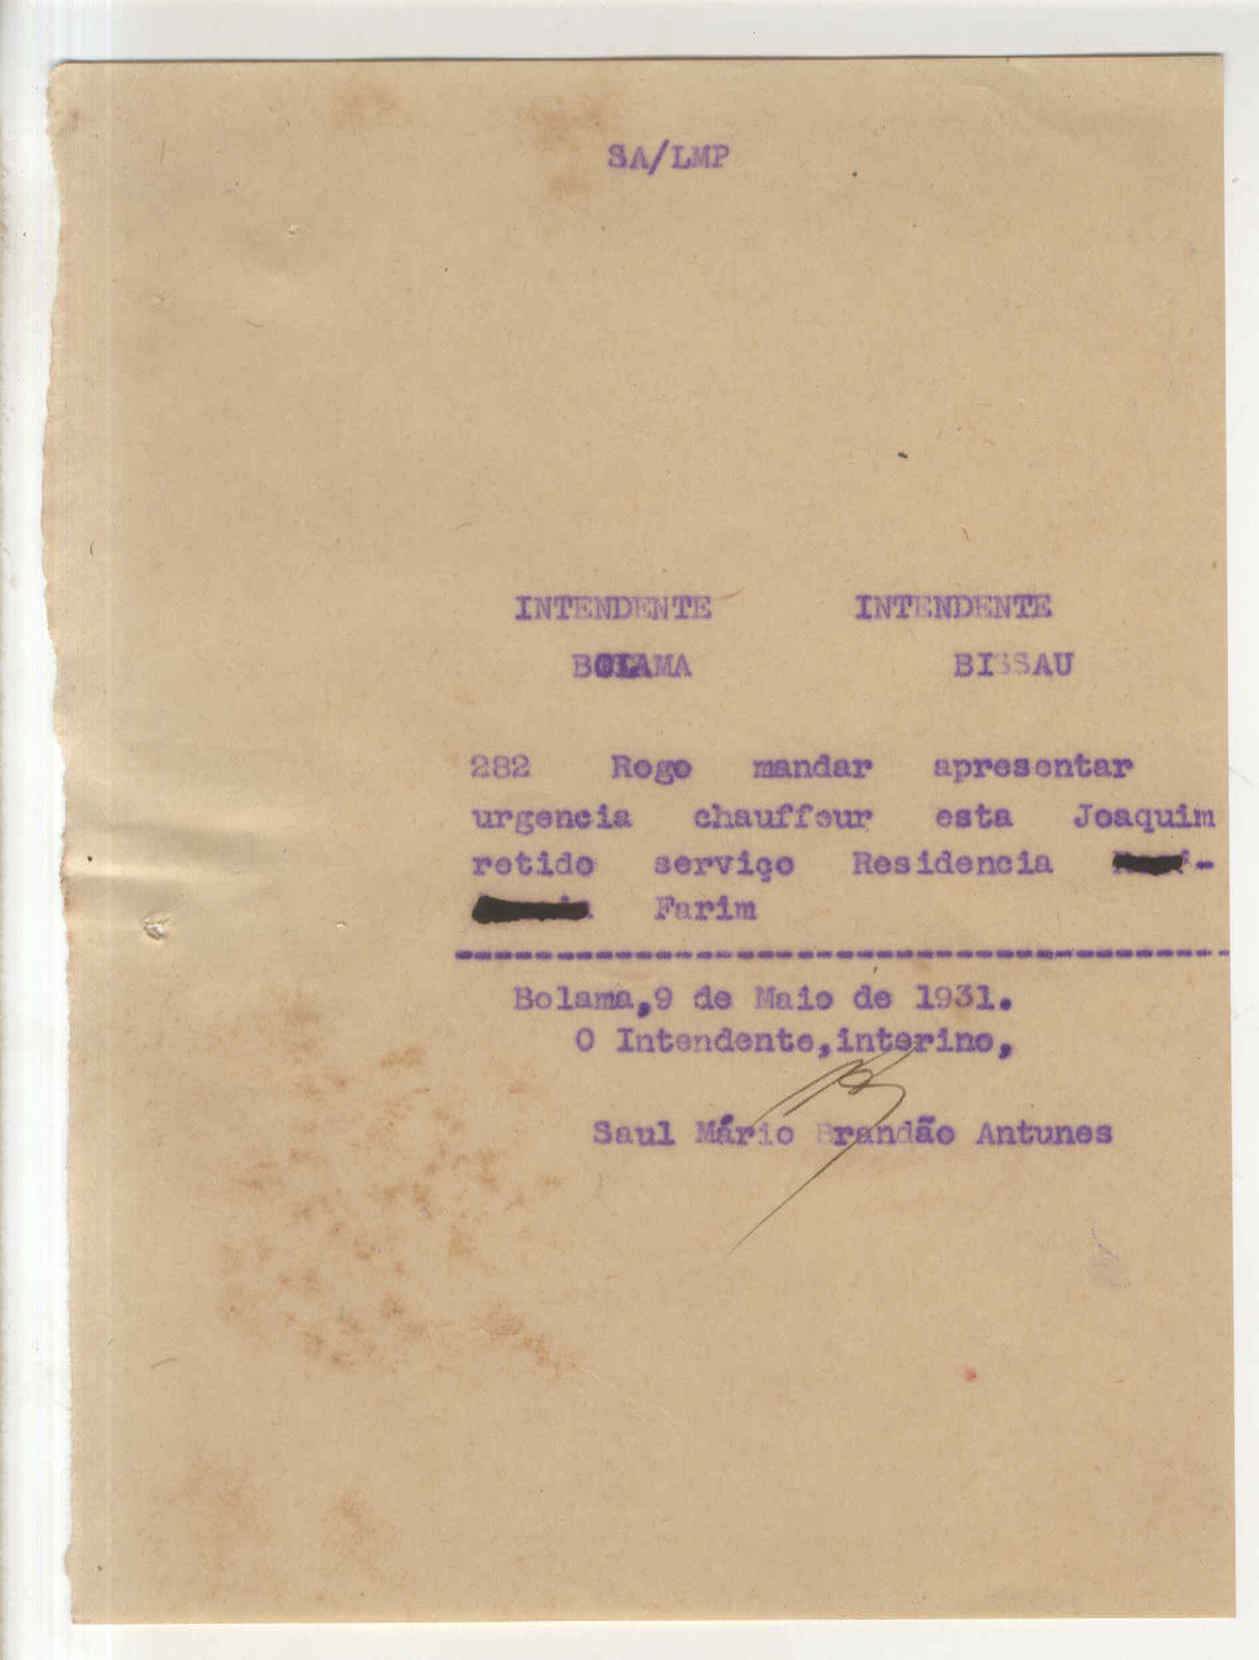 SA/LMP
INTENDENTE INTENDENTE
BOLAMA BISSAU
282 Rogo mandar apresentar
urgencia chauffeur esta Joaquim
retido serviço Residencia
Farim
Bolama,9 de Maio de 1931.
O Intendente,interino,
Saul Mário Brandão Antunes